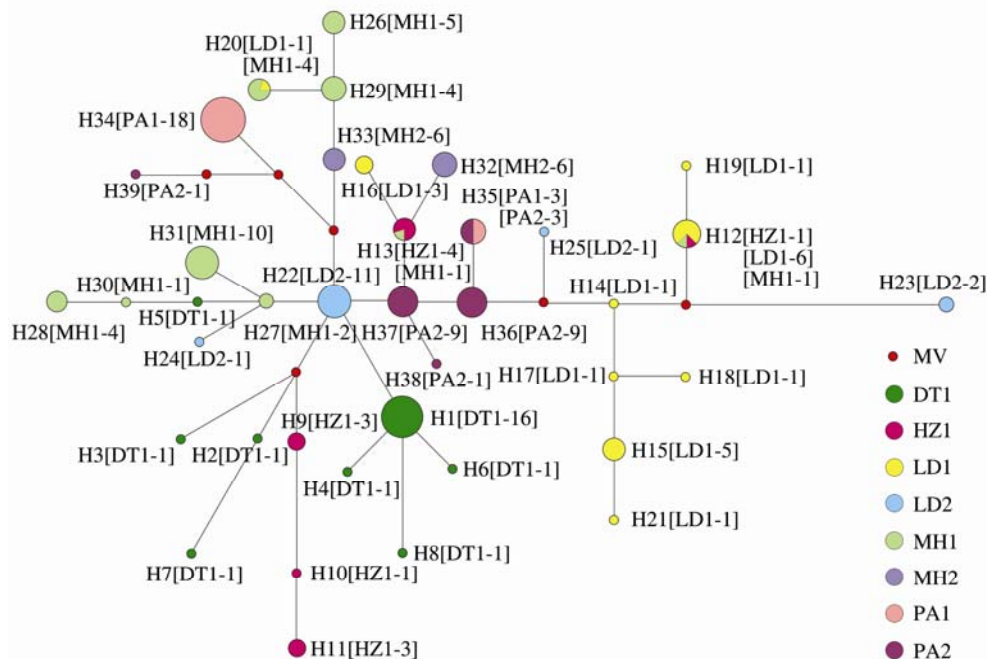 H26[MH1-5]
H20[LD1-1]
[MH1-4]
H29[MH1-4]
H34[PA1-18]
H33[MH2-6]
H32[MH2-6]
H19[LD1-1]
H39[PA2-1]
H16[LD1-3]
H35[PA1-3]
[PA2-3]
H31[MH1-10]
H13[HZ1-4]
[MH1-1]
H25[LD2-1]
H12[HZ1-1]
[LD1-6]
[MH1-1]
H30[MH1-1]
H22[LD2-11]
H14[LD1-1]
H23[LD2-2]
H28[MH1-4]
H5[DT1-1]
H27[MH1-2]
H37[PA2-9]
H36[PA2-9]
H24[LD2-1]
H38[PA2-1]
H17[LD1-1]
H18[LD1-1]
H9[HZ1-3]
H1[DT1-16]
H3[DT1-1]
H2[DT1-1]
H15[LD1-5]
H4[DT1-1]
H6[DT1-1]
H21[LD1-1]
H7[DT1-1]
H8[DT1-1]
H10[HZ1-1]
H11[HZ1-3]
MV
DT1
HZ1
LD1
LD2
MH1
MH2
PA1
PA2